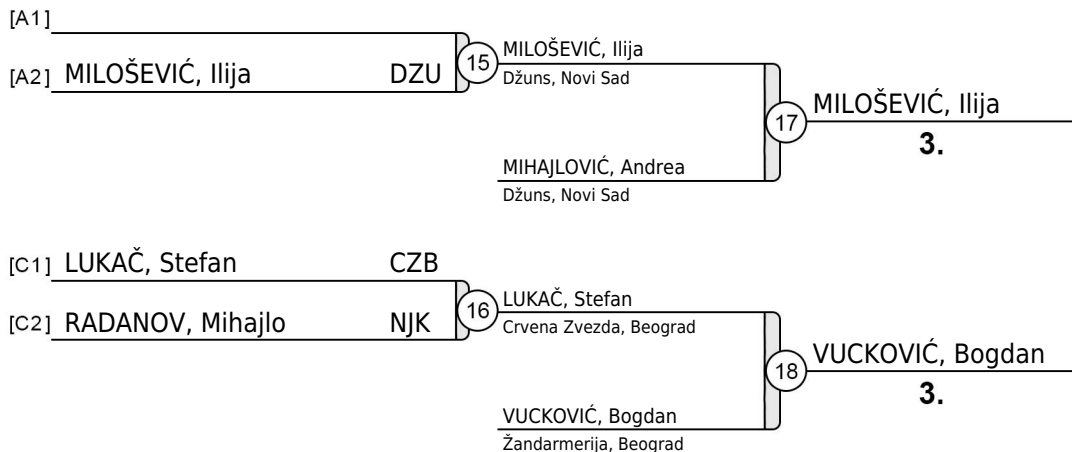 [A1]
[A2] MILOŠEVIĆ, Ilija DZU
15
MILOŠEVIĆ, Ilija
Džuns, Novi Sad
17
MILOŠEVIĆ, Ilija
3.
MIHAJLOVIĆ, Andrea
Džuns, Novi Sad
[C1] LUKAČ, Stefan CZB
[C2] RADANOV, Mihajlo NJK
16
LUKAČ, Stefan
Crvena Zvezda, Beograd
18
VUCKOVIĆ, Bogdan
3.
VUCKOVIĆ, Bogdan
Žandarmerija, Beograd